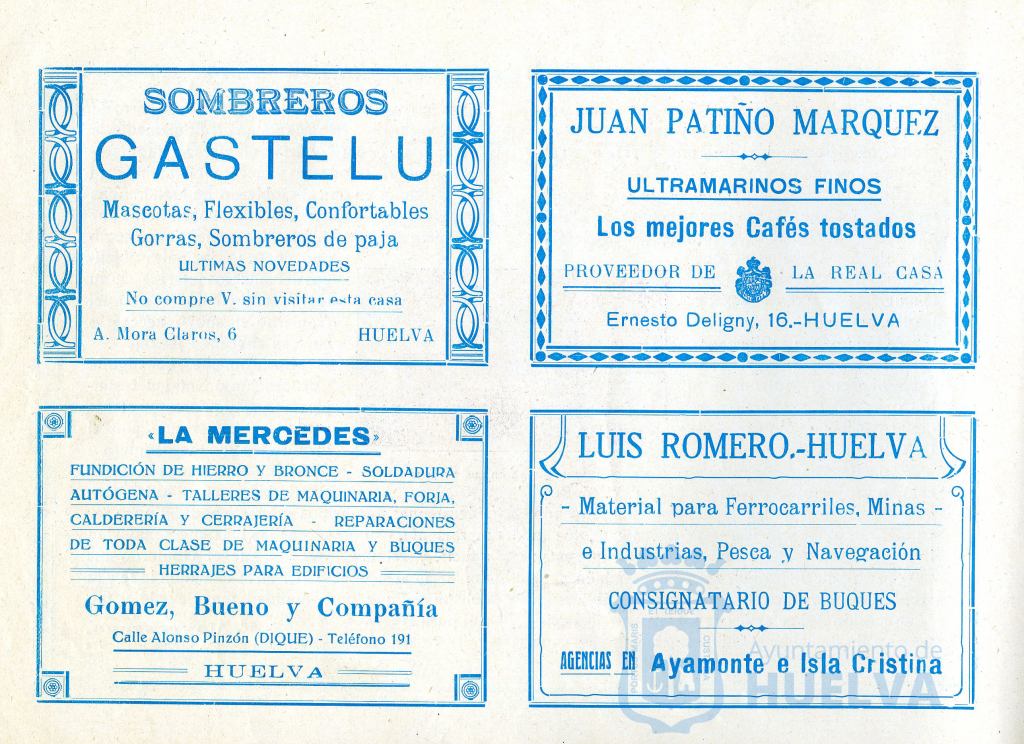 SOMBREROS
GASTELU
Mascotas, Flexibles, Confortables
Gorras, Sombreros de paja
ULTIMAS NOVEDADES
No compre V. sin visitar esta casa
A. Mora Claros, 6 HUELVA
JUAN PATIÑO MARQUEZ
ULTRAMARINOS FINOS
Los mejores Cafés tostados
PROVEEDOR DE LA REAL CASA
Ernesto Deligny, 16.-HUELVA
«LA MERCEDES»
FUNDICIÓN DE HIERRO Y BRONCE - SOLDADURA
AUTÓGENA - TALLERES DE MAQUINARIA, FORJA,
CALDERERÍA Y CERRAJERÍA - REPARACIONES
DE TODA CLASE DE MAQUINARIA Y BUQUES
HERRAJES PARA EDIFICIOS
Gomez, Bueno y Compañía
Calle Alonso Pinzón (DIQUE) - Teléfono 191
HUELVA
LUIS ROMERO.-HUELVA
- Material para Ferrocarriles, Minas -
e Industrias, Pesca y Navegación
CONSIGNATARIO DE BUQUES
AGENCIAS EN Ayamonte e Isla Cristina
Ayuntamiento de
HUELVA